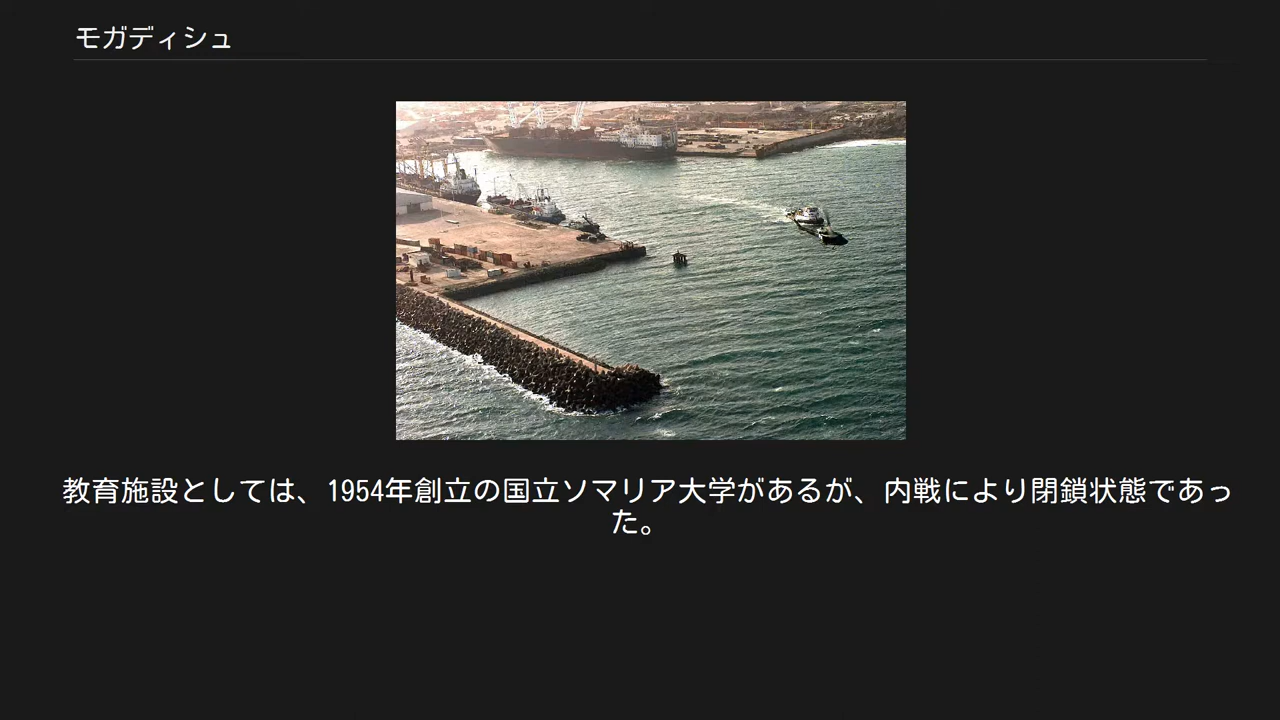 モガディシュ
教育施設としては、1954年創立の国立ソマリア大学があるが、内戦により閉鎖状態であっ
た。